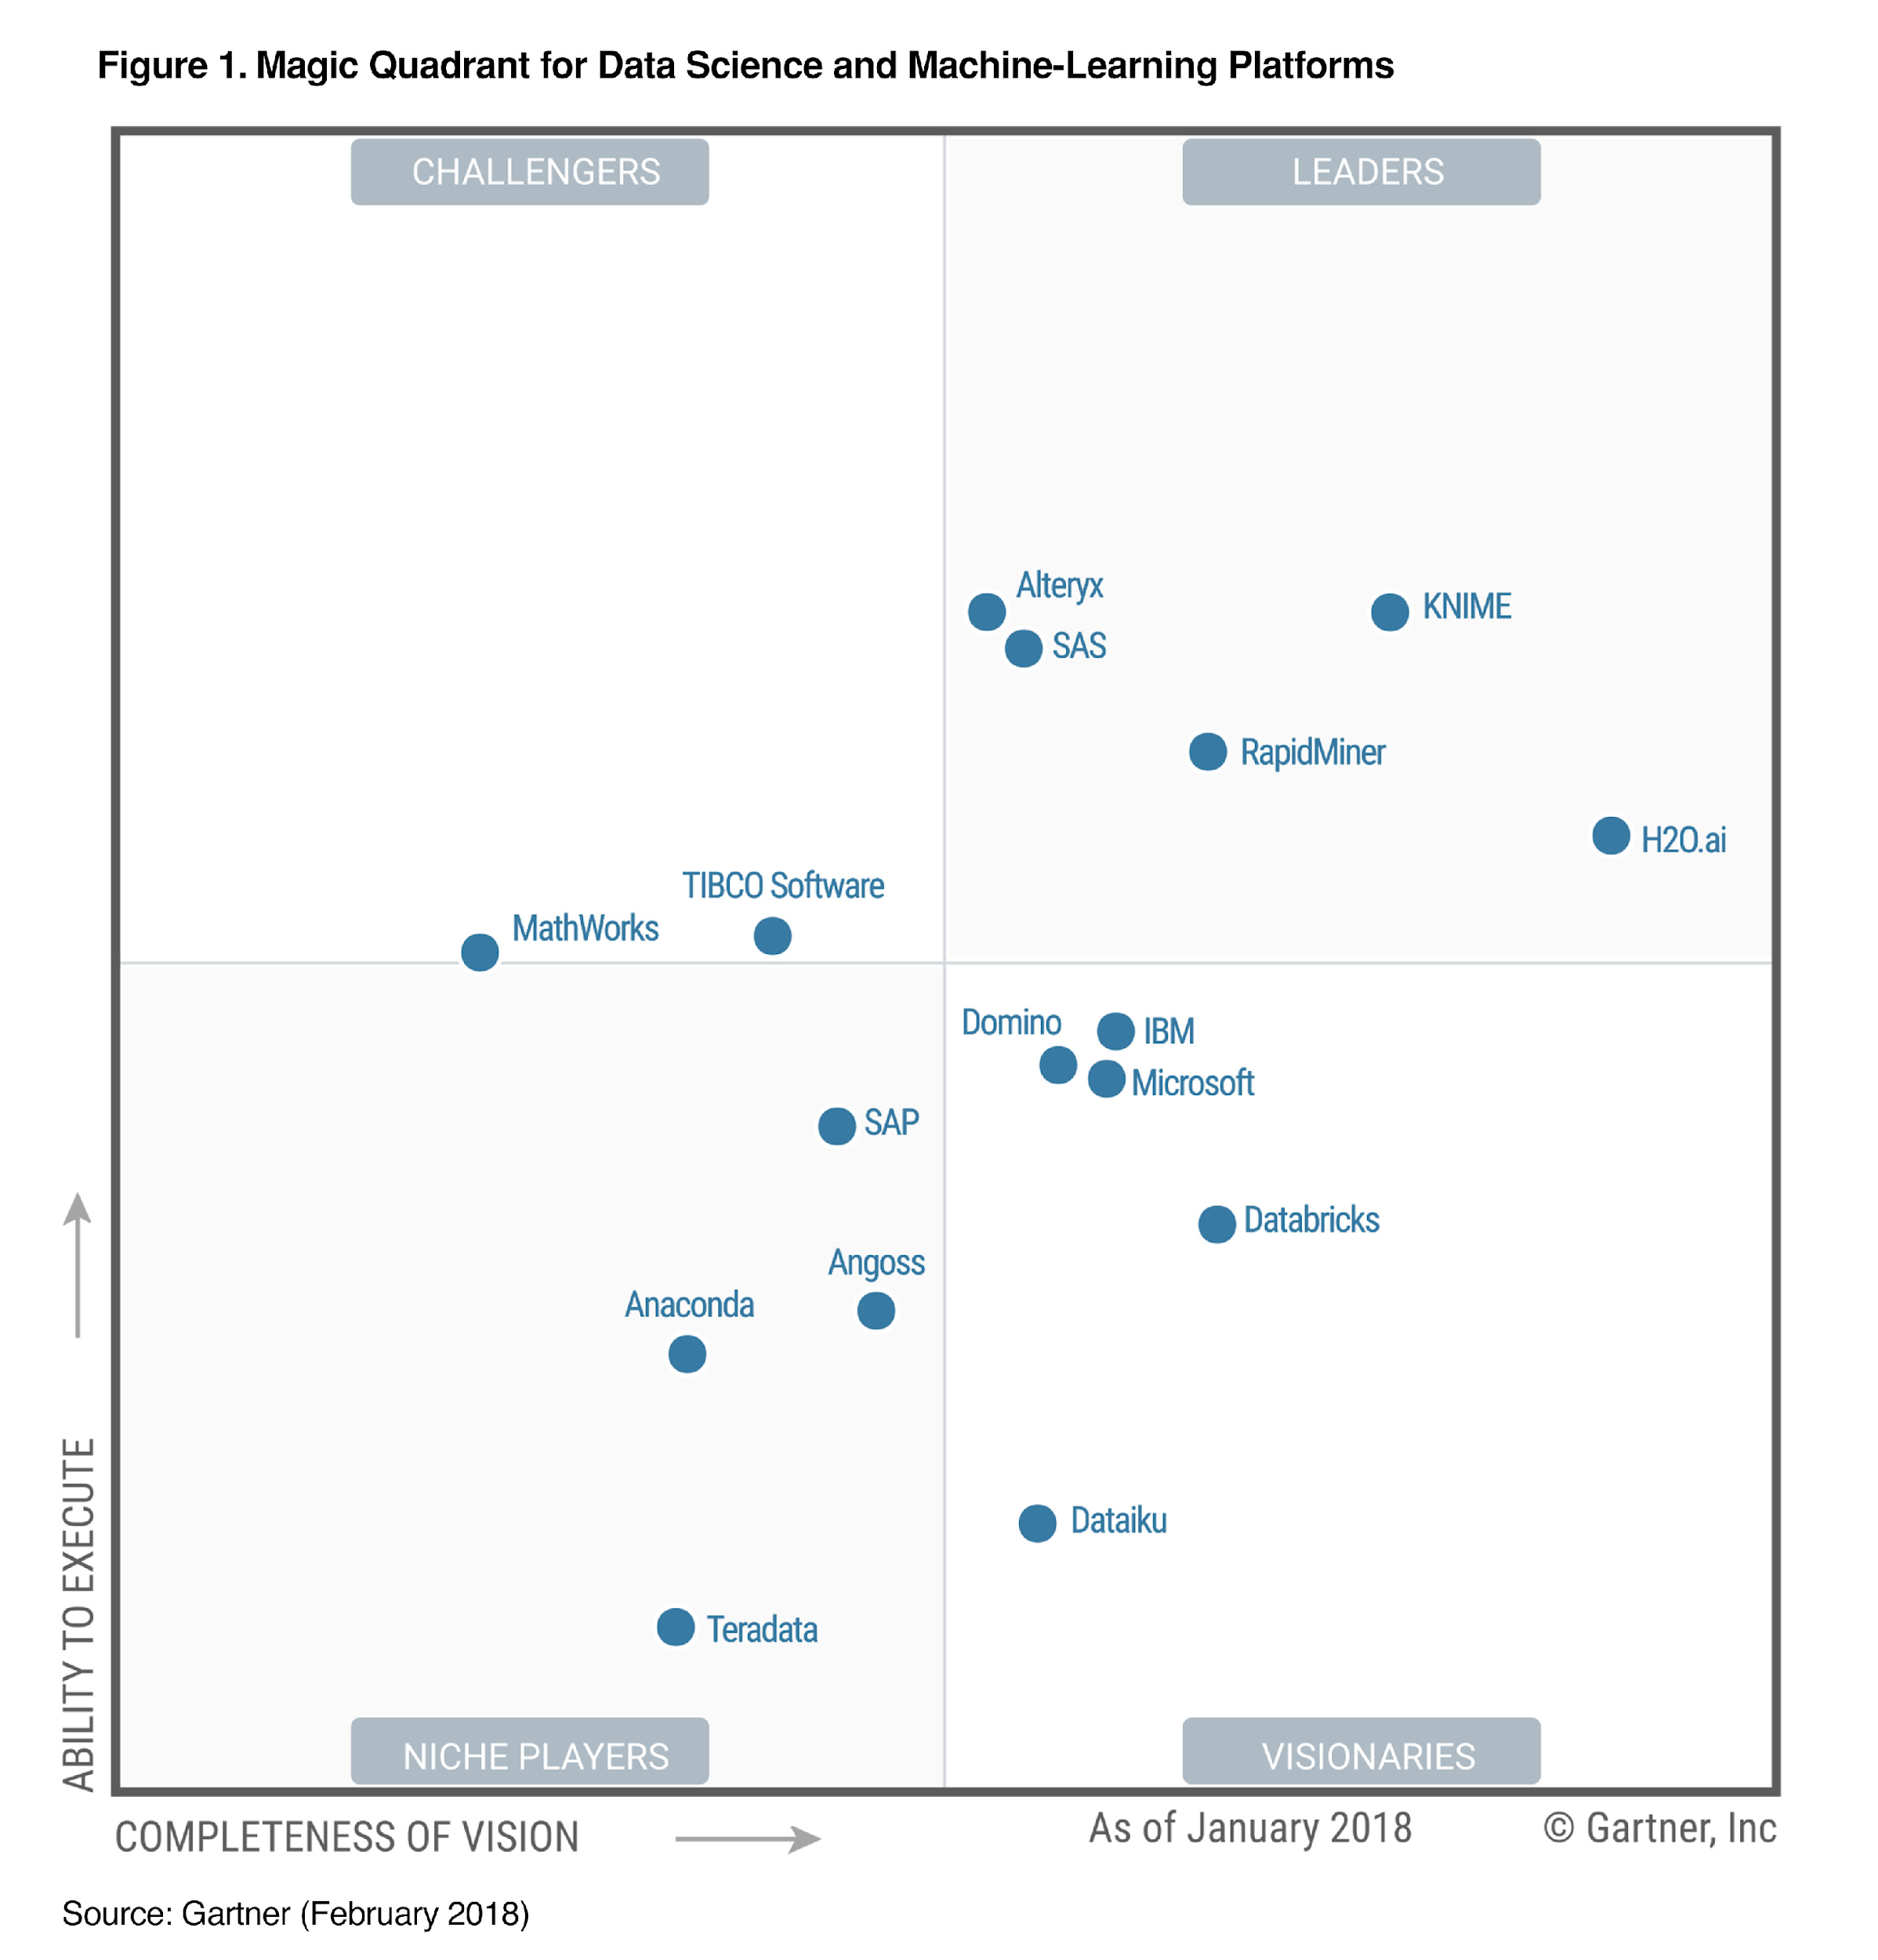 Figure 1. Magic Quadrant for Data Science and Machine-Learning Platforms
CHALLENGERS
LEADERS
Alteryx
KNIME
SAS
RapidMiner
H2O.ai
TIBCO Software
MathWorks
Domino
IBM
Microsoft
SAP
Databricks
Angoss
Anaconda
Dataiku
Teradata
NICHE PLAYERS
VISIONARIES
ABILITY TO EXECUTE
COMPLETENESS OF VISION
As of January 2018
© Gartner, Inc
Source: Gartner (February 2018)